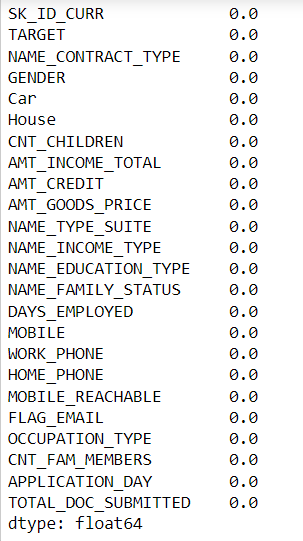 SK_ID_CURR 0.0
TARGET 0.0
NAME_CONTRACT_TYPE 0.0
GENDER 0.0
Car 0.0
House 0.0
CNT_CHILDREN 0.0
AMT_INCOME_TOTAL 0.0
AMT_CREDIT 0.0
AMT_GOODS_PRICE 0.0
NAME_TYPE_SUITE 0.0
NAME_INCOME_TYPE 0.0
NAME_EDUCATION_TYPE 0.0
NAME_FAMILY_STATUS 0.0
DAYS_EMPLOYED 0.0
MOBILE 0.0
WORK_PHONE 0.0
HOME_PHONE 0.0
MOBILE_REACHABLE 0.0
FLAG_EMAIL 0.0
OCCUPATION_TYPE 0.0
CNT_FAM_MEMBERS 0.0
APPLICATION_DAY 0.0
TOTAL_DOC_SUBMITTED 0.0
dtype: float64